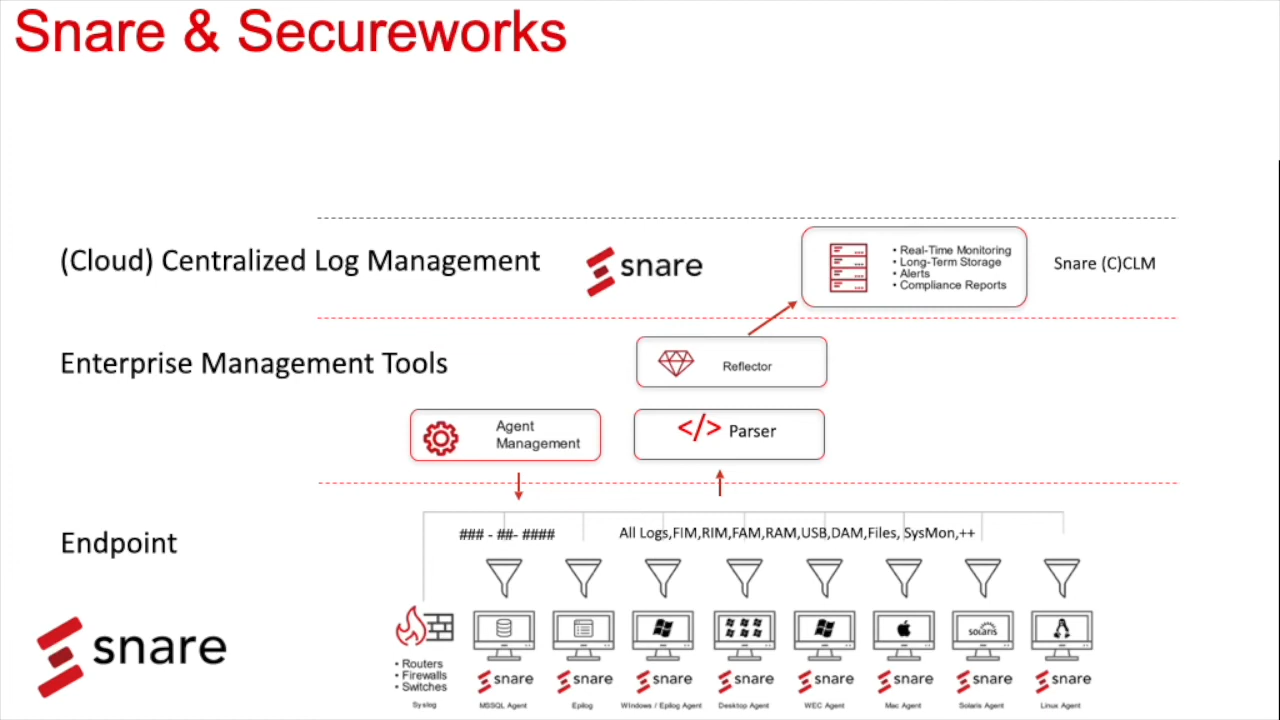 Snare & Secureworks
(Cloud) Centralized Log Management
snare
• Real-Time Monitoring
• Long-Term Storage
• Alerts
• Compliance Reports
Snare (C)CLM
Enterprise Management Tools
Reflector
Agent
Management
</> Parser
Endpoint
### - ##- ####
All Logs,FIM,RIM,FAM,RAM,USB,DAM,Files, SysMon,++
solaris
snare
• Routers
• Firewalls
• Switches
Syslog
snare
MSSQL Agent
snare
Epilog
snare
Windows / Epilog Agent
snare
Desktop Agent
snare
WEC Agent
snare
Mac Agent
snare
Solaris Agent
snare
Linux Agent